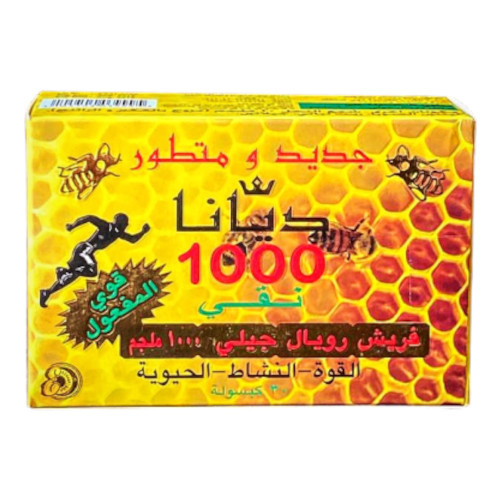 جديد و متطور
ديانا
1000
نقي
قوي
المفعول
فريش رويال جيلي ١٠٠٠ ملجم
القوة-النشاط-الحيوية
٣٠ كبسولة